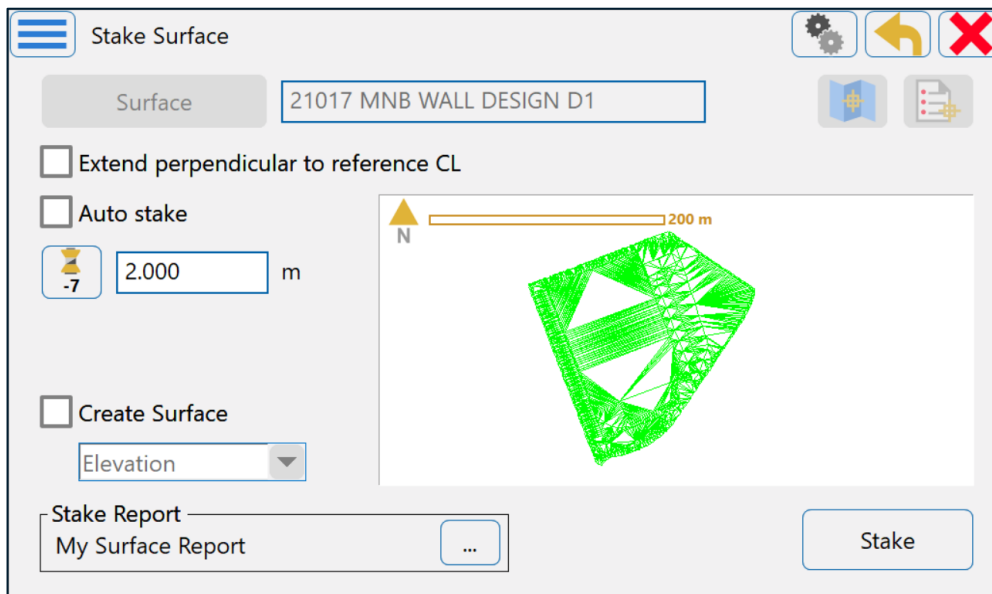 Stake Surface
Surface
21017 MNB WALL DESIGN D1
Extend perpendicular to reference CL
Auto stake
200 m
N
-7
2.000
m
Create Surface
Elevation
Stake Report
My Surface Report
...
Stake